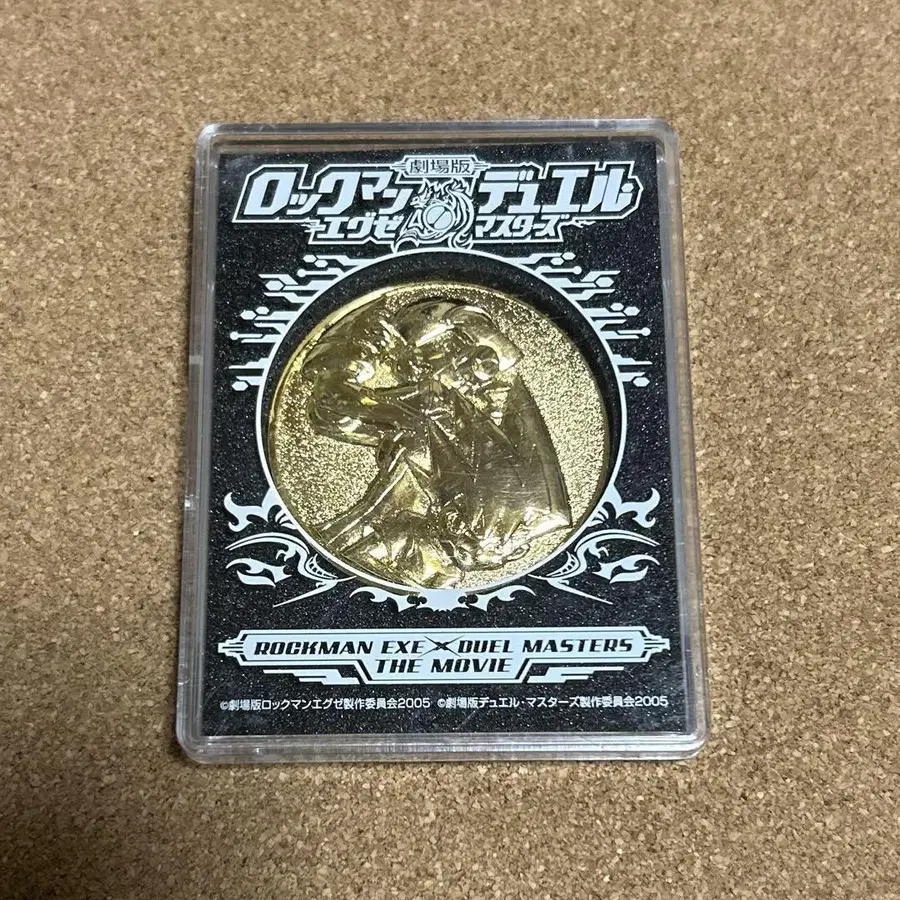 劇場版
ロックマン デュエル
エグゼ マスターズ
ROCKMAN EXE × DUEL MASTERS
THE MOVIE
©劇場版ロックマンエグゼ製作委員会2005 ©劇場版デュエル・マスターズ製作委員会2005